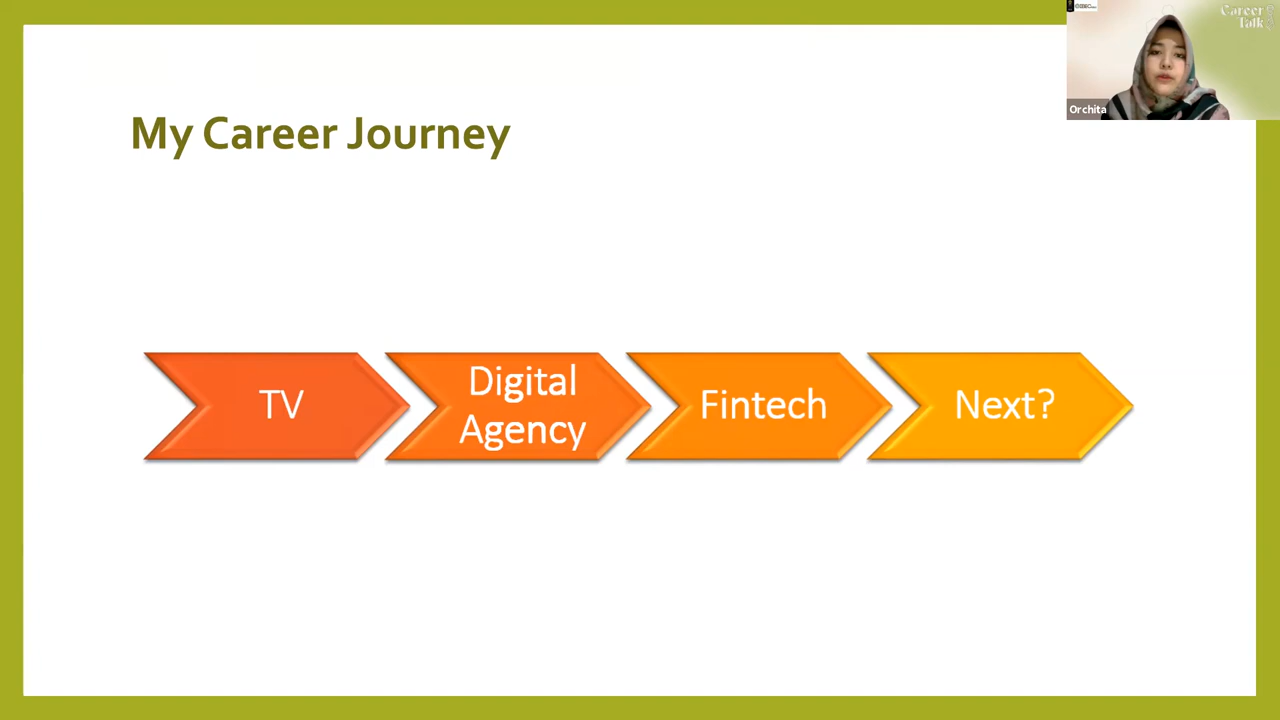 My Career Journey
TV
Digital
Agency
Fintech
Next?
Career
Talk
Orchita